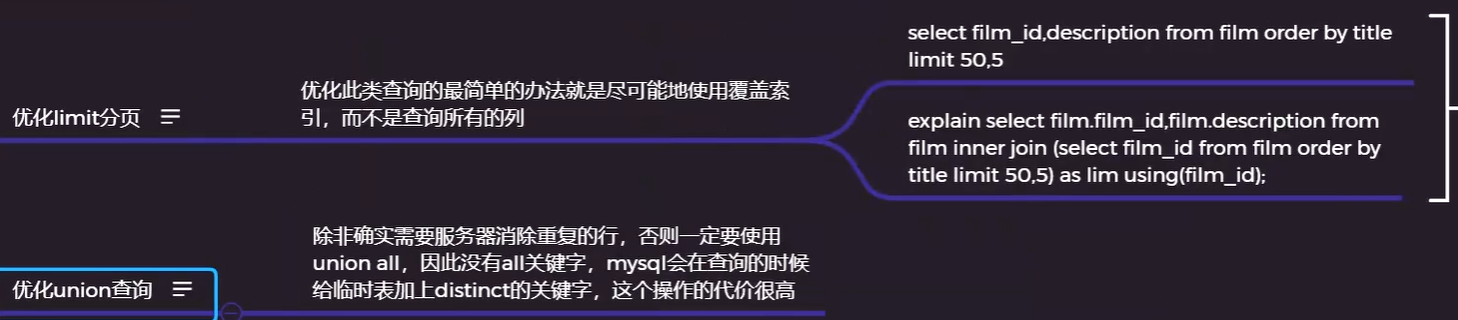 优化limit分页
优化此类查询的最简单的办法就是尽可能地使用覆盖索
引，而不是查询所有的列
select film_id,description from film order by title
limit 50,5
explain select film.film_id,film.description from
film inner join (select film_id from film order by
title limit 50,5) as lim using(film_id);
优化union查询
除非确实需要服务器消除重复的行，否则一定要使用
union all，因此没有all关键字，mysql会在查询的时候
给临时表加上distinct的关键字，这个操作的代价很高